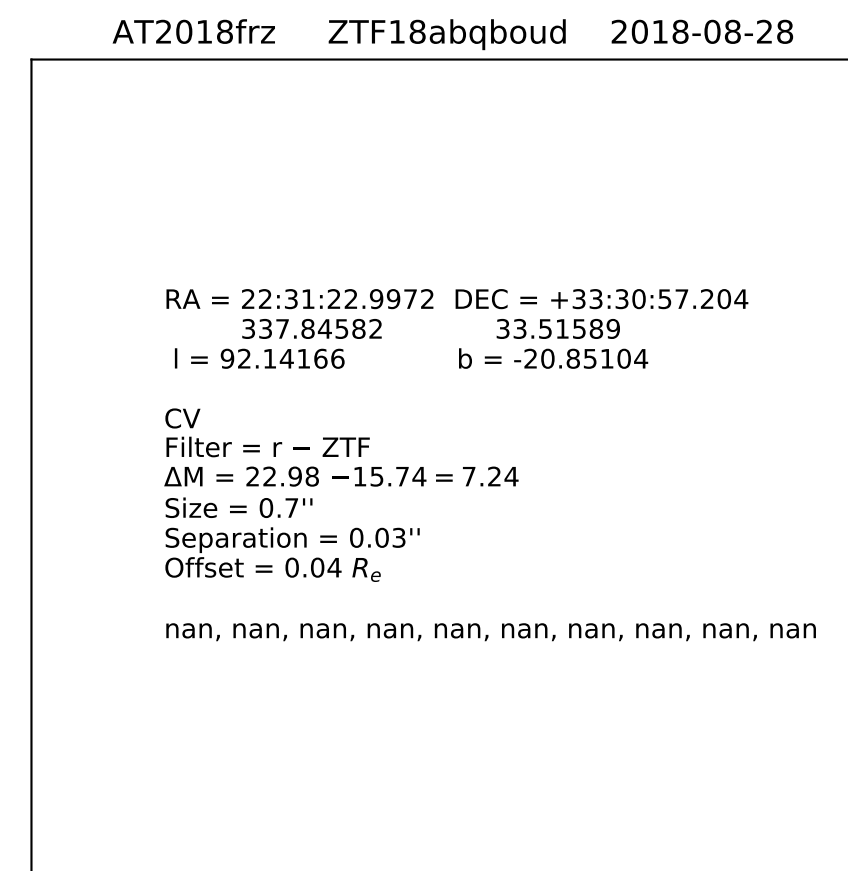 AT2018frz ZTF18abqboud 2018-08-28
RA = 22:31:22.9972 DEC = +33:30:57.204
337.84582 33.51589
l = 92.14166 b = -20.85104
CV
Filter = r − ZTF
ΔM = 22.98 −15.74 = 7.24
Size = 0.7''
Separation = 0.03''
Offset = 0.04 Re
nan, nan, nan, nan, nan, nan, nan, nan, nan, nan